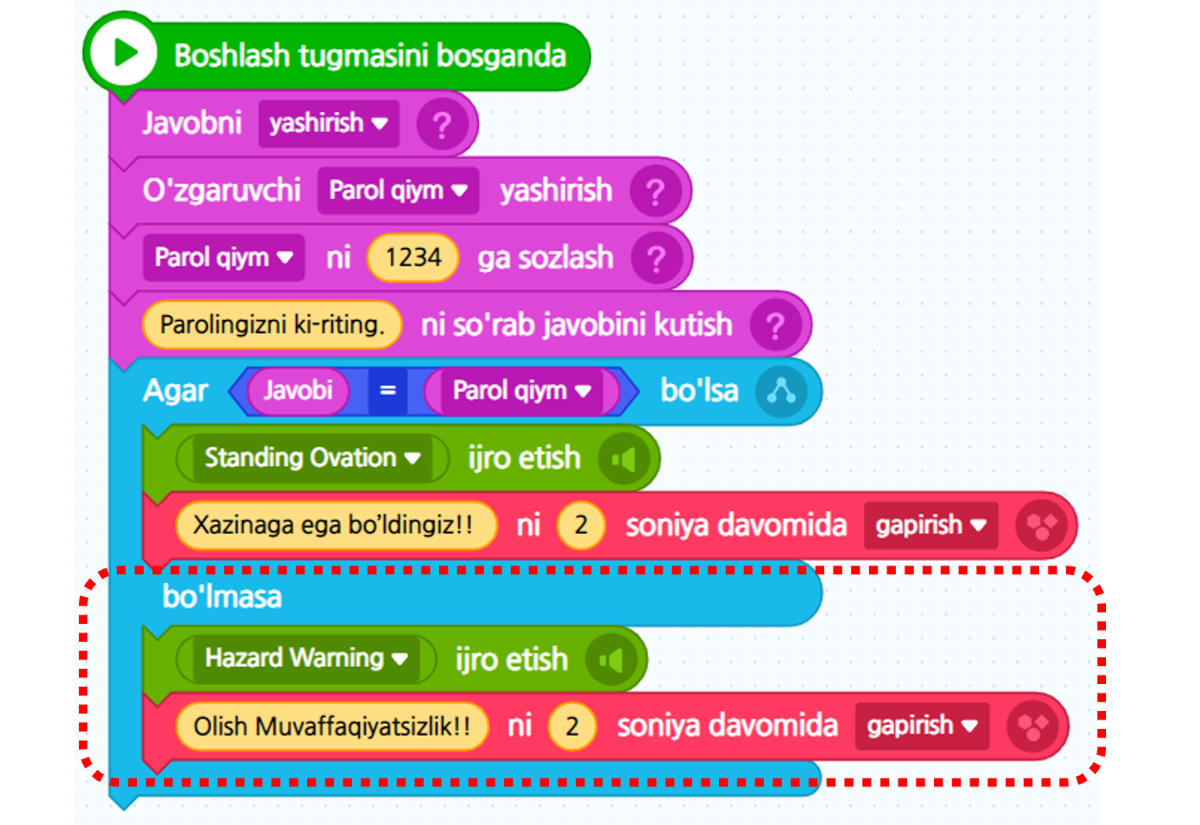 Boshlash tugmasini bosganda
Javobni yashirish ?
O'zgaruvchi Parol qiym yashirish ?
Parol qiym ni 1234 ga sozlash ?
Parolingizni ki-riting. ni so'rab javobini kutish ?
Agar Javobi = Parol qiym bo'lsa
Standing Ovation ijro etish
Xazinaga ega bo’ldingiz!! ni 2 soniya davomida gapirish
bo'lmasa
Hazard Warning ijro etish
Olish Muvaffaqiyatsizlik!! ni 2 soniya davomida gapirish